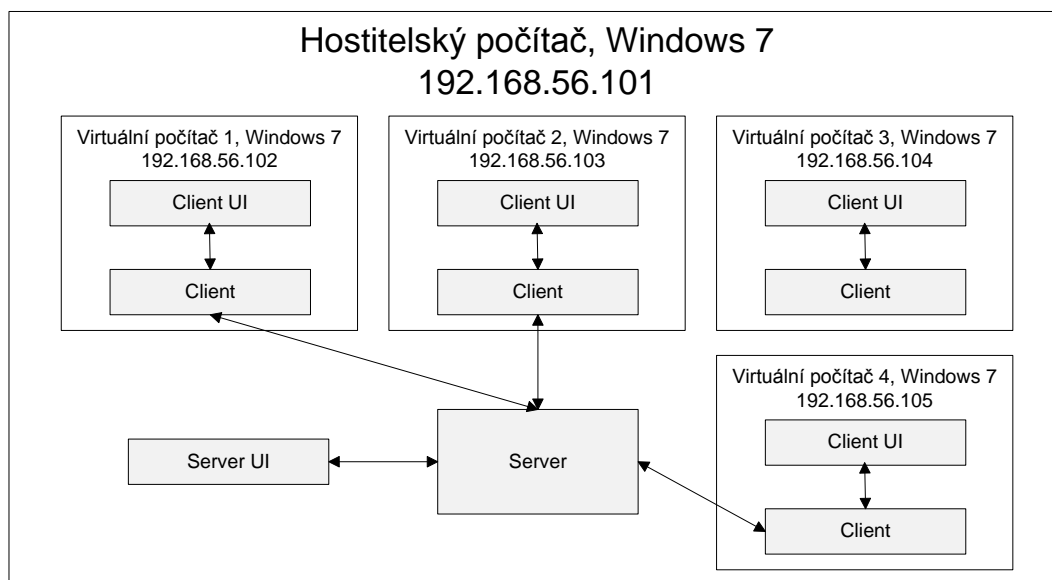 Hostitelský počítač, Windows 7
192.168.56.101
Virtuální počítač 1, Windows 7
192.168.56.102
Client UI
Client
Virtuální počítač 2, Windows 7
192.168.56.103
Client UI
Client
Virtuální počítač 3, Windows 7
192.168.56.104
Client UI
Client
Server UI
Server
Virtuální počítač 4, Windows 7
192.168.56.105
Client UI
Client